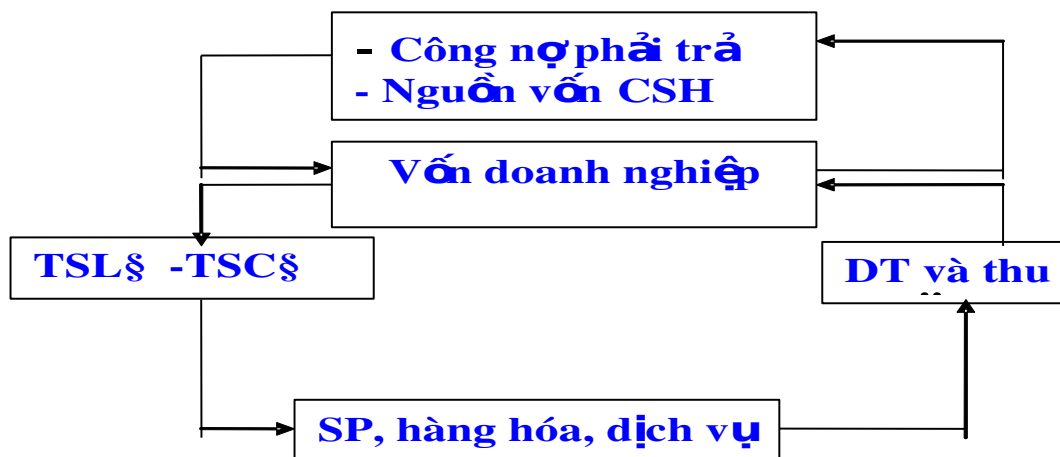 - Công nợ phải trả
- Nguồn vốn CSH
Vốn doanh nghiệp
TSL§ -TSC§
DT và thu
SP, hàng hóa, dịch vụ